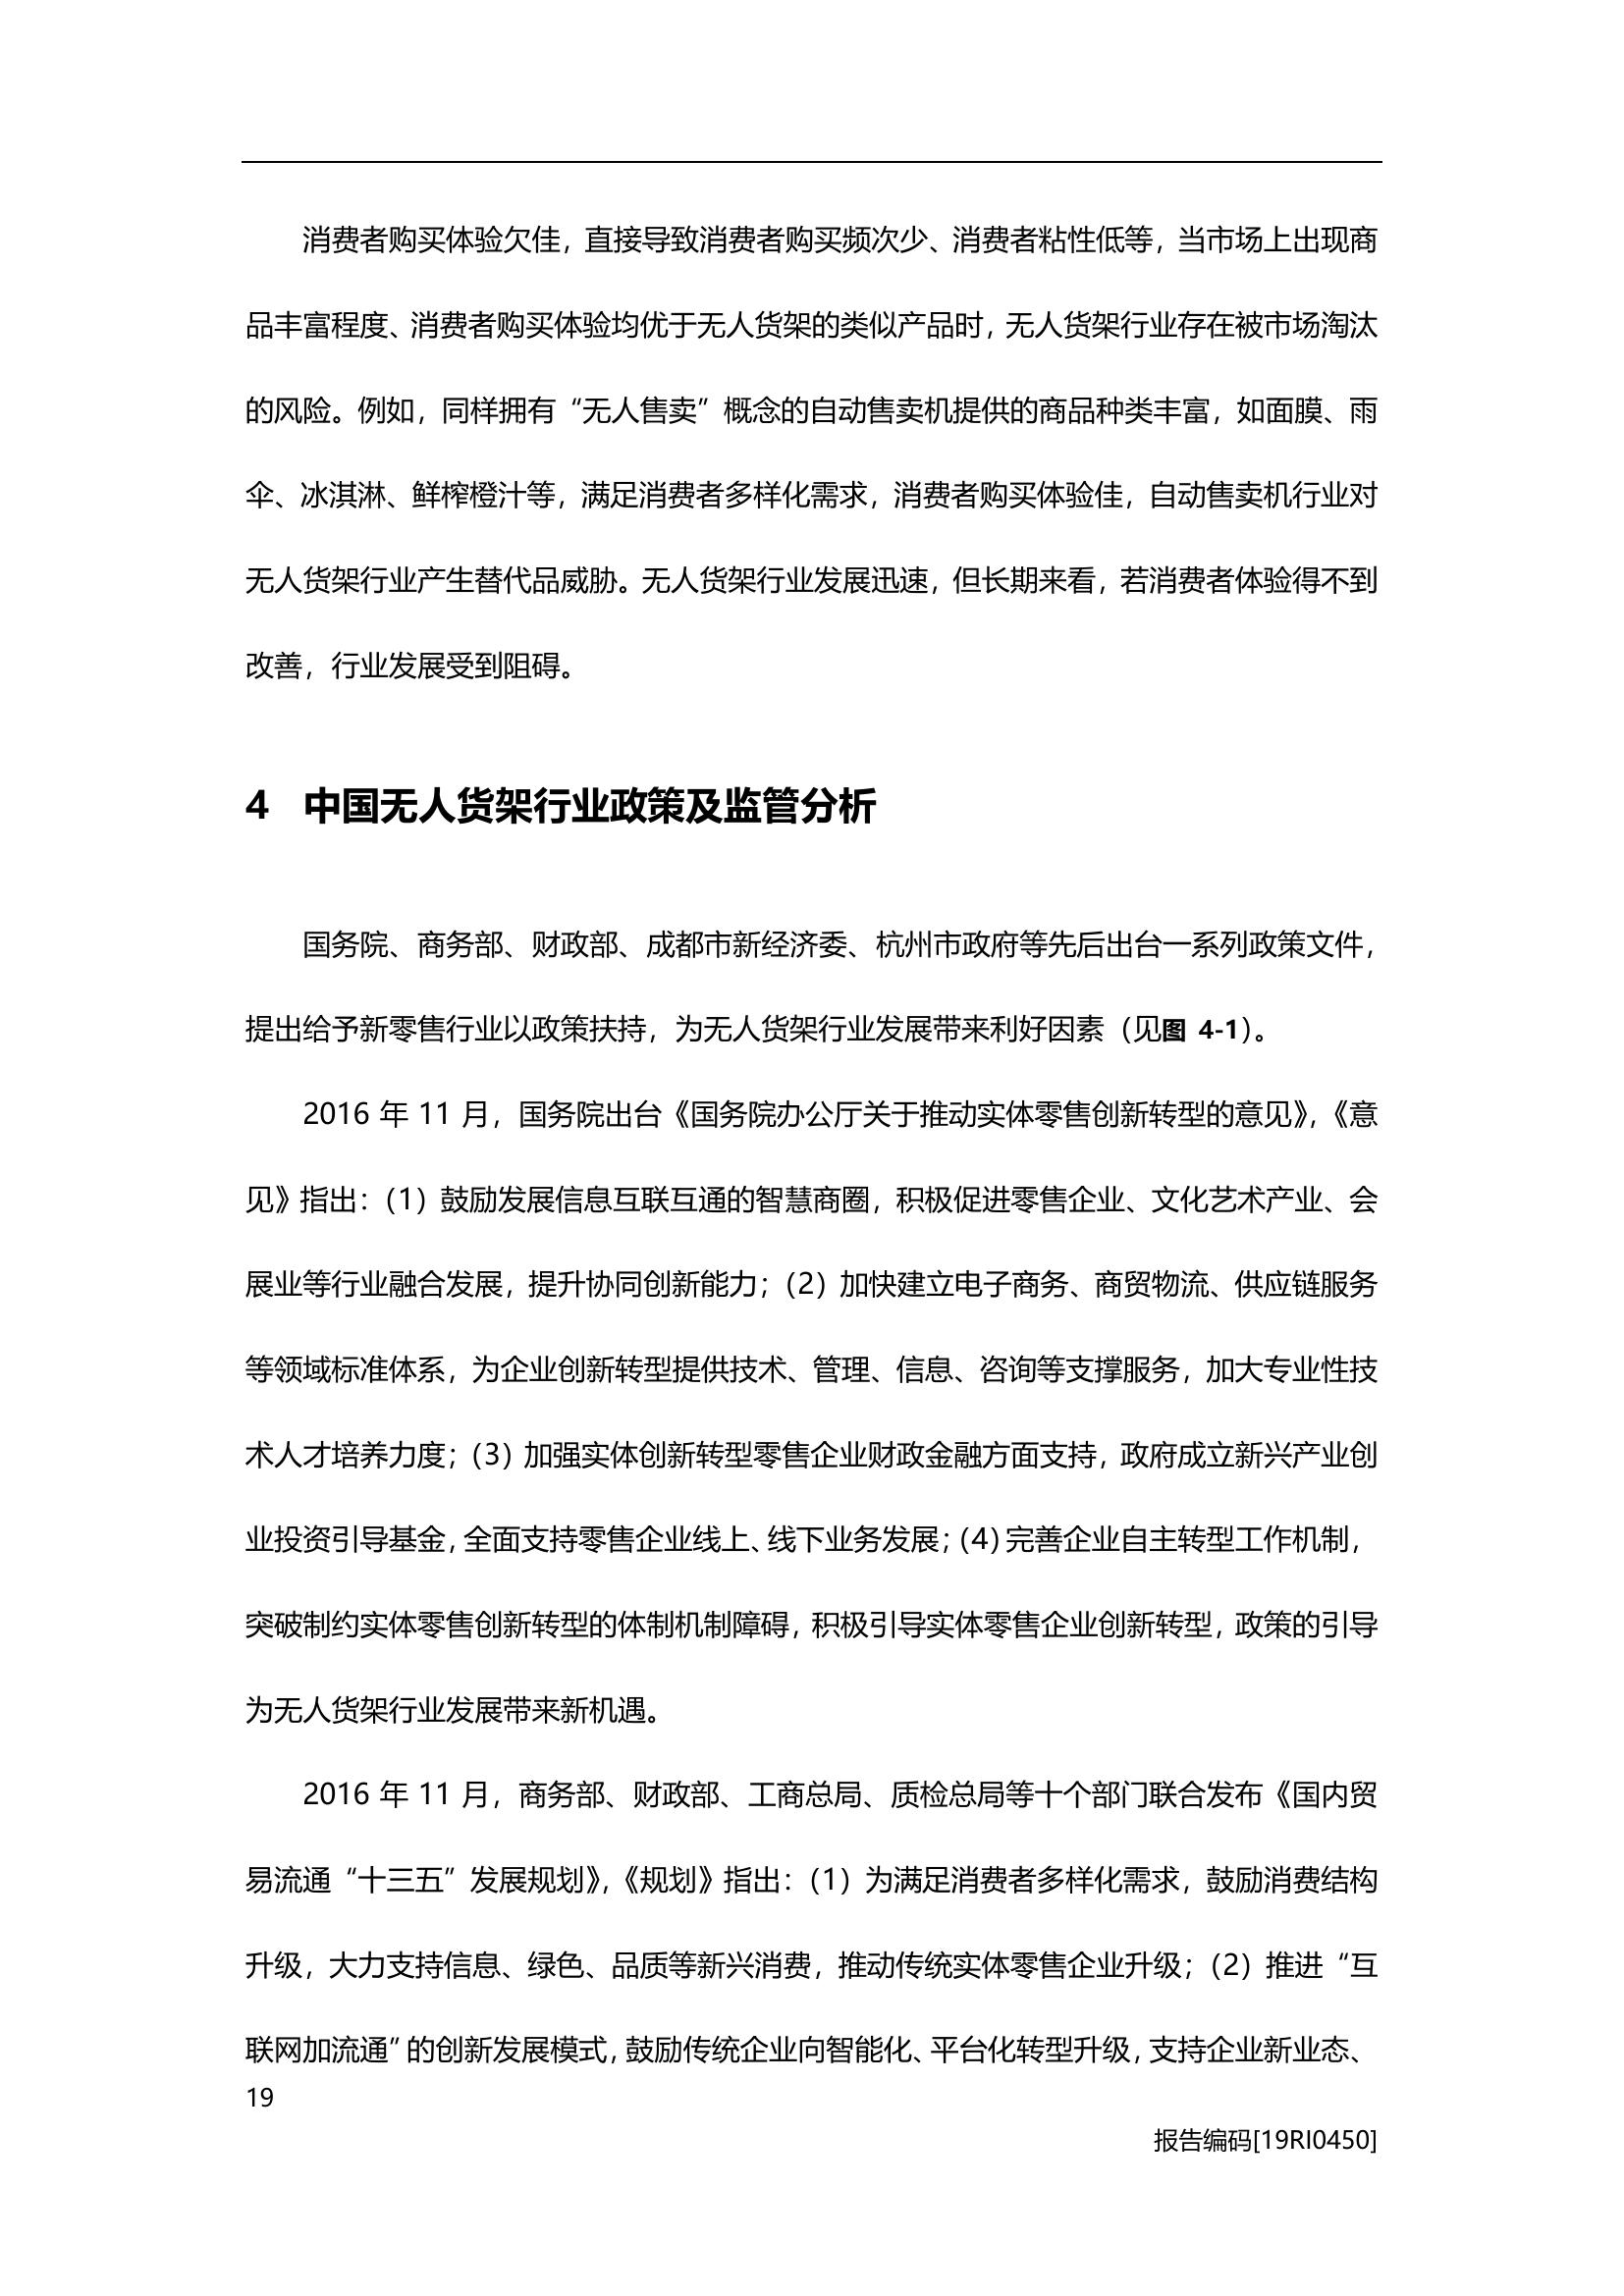 消费者购买体验欠佳，直接导致消费者购买频次少、消费者粘性低等，当市场上出现商
品丰富程度、消费者购买体验均优于无人货架的类似产品时，无人货架行业存在被市场淘汰
的风险。例如，同样拥有“无人售卖”概念的自动售卖机提供的商品种类丰富，如面膜、雨
伞、冰淇淋、鲜榨橙汁等，满足消费者多样化需求，消费者购买体验佳，自动售卖机行业对
无人货架行业产生替代品威胁。无人货架行业发展迅速，但长期来看，若消费者体验得不到
改善，行业发展受到阻碍。
4 中国无人货架行业政策及监管分析
国务院、商务部、财政部、成都市新经济委、杭州市政府等先后出台一系列政策文件，
提出给予新零售行业以政策扶持，为无人货架行业发展带来利好因素（见图 4-1）。
2016 年 11 月，国务院出台《国务院办公厅关于推动实体零售创新转型的意见》，《意
见》指出：（1）鼓励发展信息互联互通的智慧商圈，积极促进零售企业、文化艺术产业、会
展业等行业融合发展，提升协同创新能力；（2）加快建立电子商务、商贸物流、供应链服务
等领域标准体系，为企业创新转型提供技术、管理、信息、咨询等支撑服务，加大专业性技
术人才培养力度；（3）加强实体创新转型零售企业财政金融方面支持，政府成立新兴产业创
业投资引导基金，全面支持零售企业线上、线下业务发展；（4）完善企业自主转型工作机制，
突破制约实体零售创新转型的体制机制障碍，积极引导实体零售企业创新转型，政策的引导
为无人货架行业发展带来新机遇。
2016 年 11 月，商务部、财政部、工商总局、质检总局等十个部门联合发布《国内贸
易流通“十三五”发展规划》，《规划》指出：（1）为满足消费者多样化需求，鼓励消费结构
升级，大力支持信息、绿色、品质等新兴消费，推动传统实体零售企业升级；（2）推进“互
联网加流通”的创新发展模式，鼓励传统企业向智能化、平台化转型升级，支持企业新业态、
19
报告编码[19RI0450]